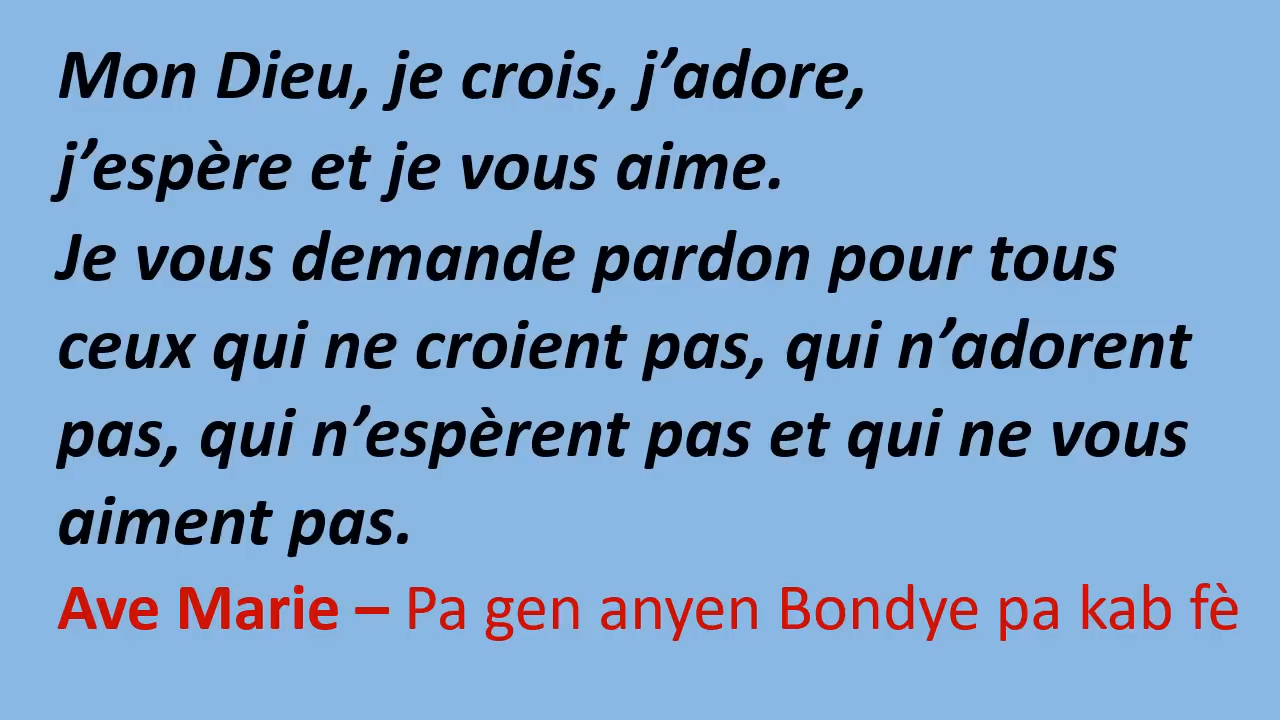 Mon Dieu, je crois, j’adore,
j’espère et je vous aime.
Je vous demande pardon pour tous
ceux qui ne croient pas, qui n’adorent
pas, qui n’espèrent pas et qui ne vous
aiment pas.
Ave Marie – Pa gen anyen Bondye pa kab fè